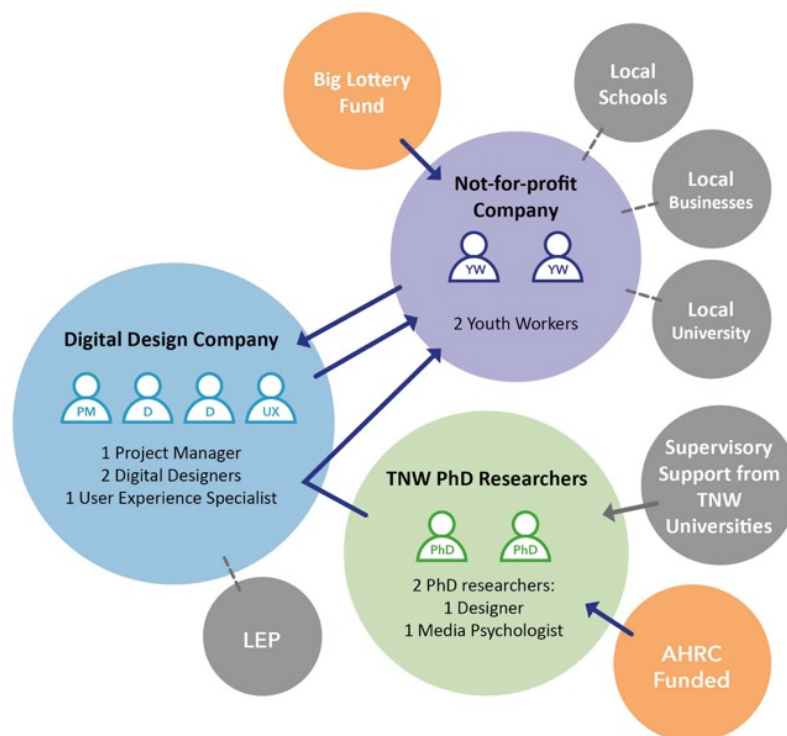 Big Lottery
Fund
Local
Schools
Not-for-profit
Company
YW
YW
2 Youth Workers
Local
Businesses
Local
University
Digital Design Company
PM
D
D
UX
1 Project Manager
2 Digital Designers
1 User Experience Specialist
TNW PhD Researchers
PhD
PhD
2 PhD researchers:
1 Designer
1 Media Psychologist
Supervisory
Support from
TNW
Universities
LEP
AHRC
Funded